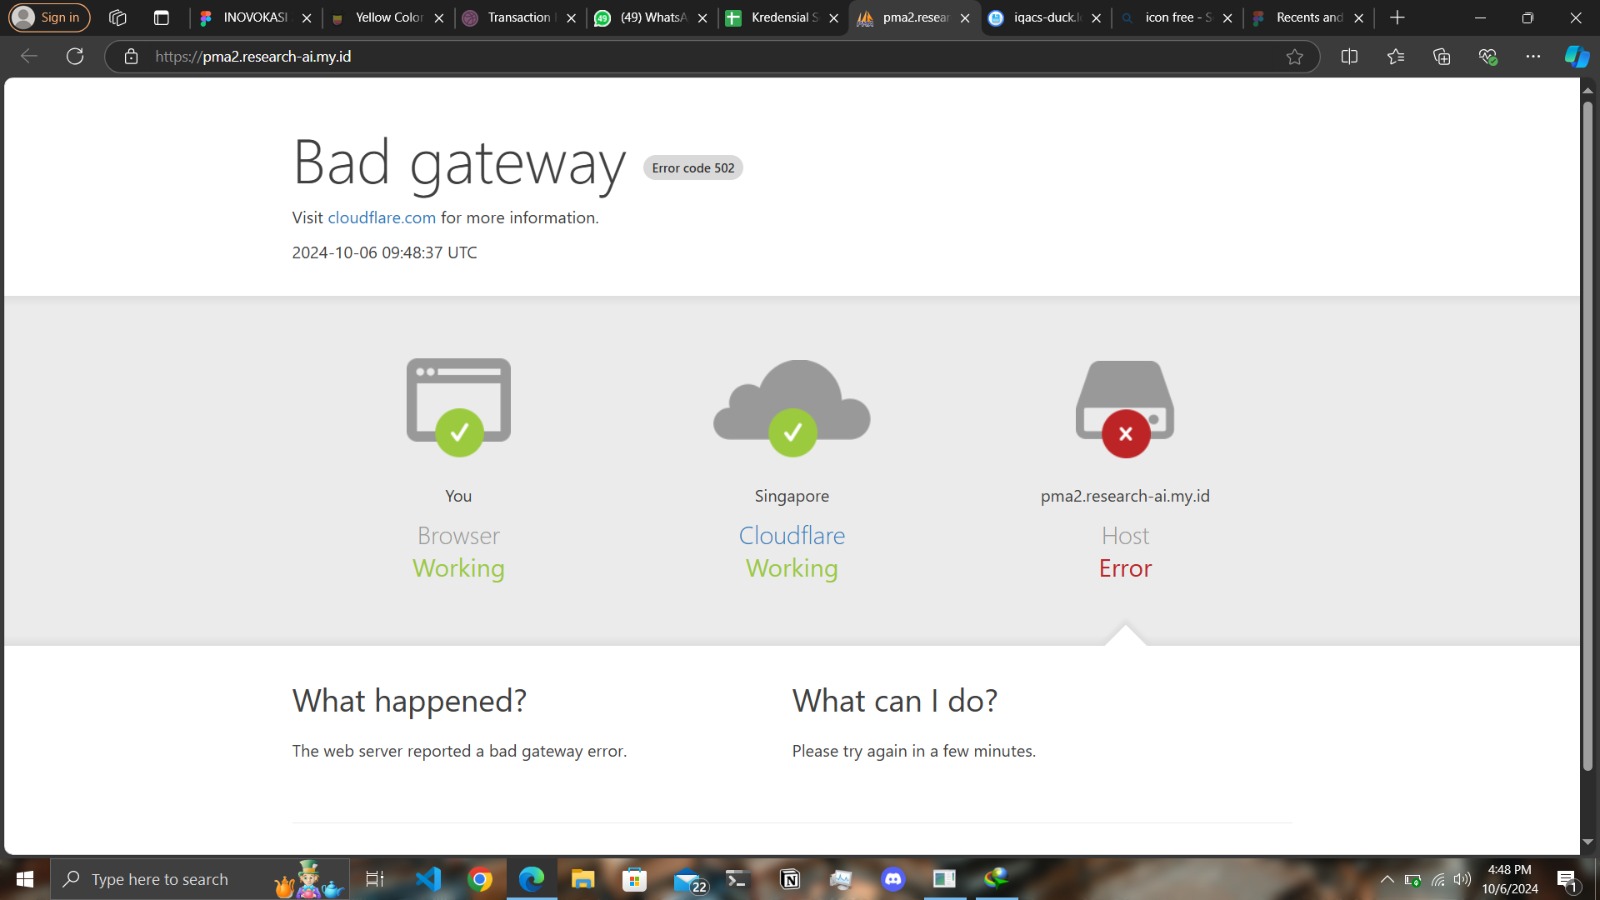 Sign in
INOVOKASI
Yellow Color
Transaction
(49) WhatsA
Kredensial S
pma2.resear
iqacs-duck.l
icon free - S
Recents and
https://pma2.research-ai.my.id
Bad gateway
Error code 502
Visit cloudflare.com for more information.
2024-10-06 09:48:37 UTC
You
Browser
Working
Singapore
Cloudflare
Working
pma2.research-ai.my.id
Host
Error
What happened?
The web server reported a bad gateway error.
What can I do?
Please try again in a few minutes.
Type here to search
22
4:48 PM
10/6/2024
1